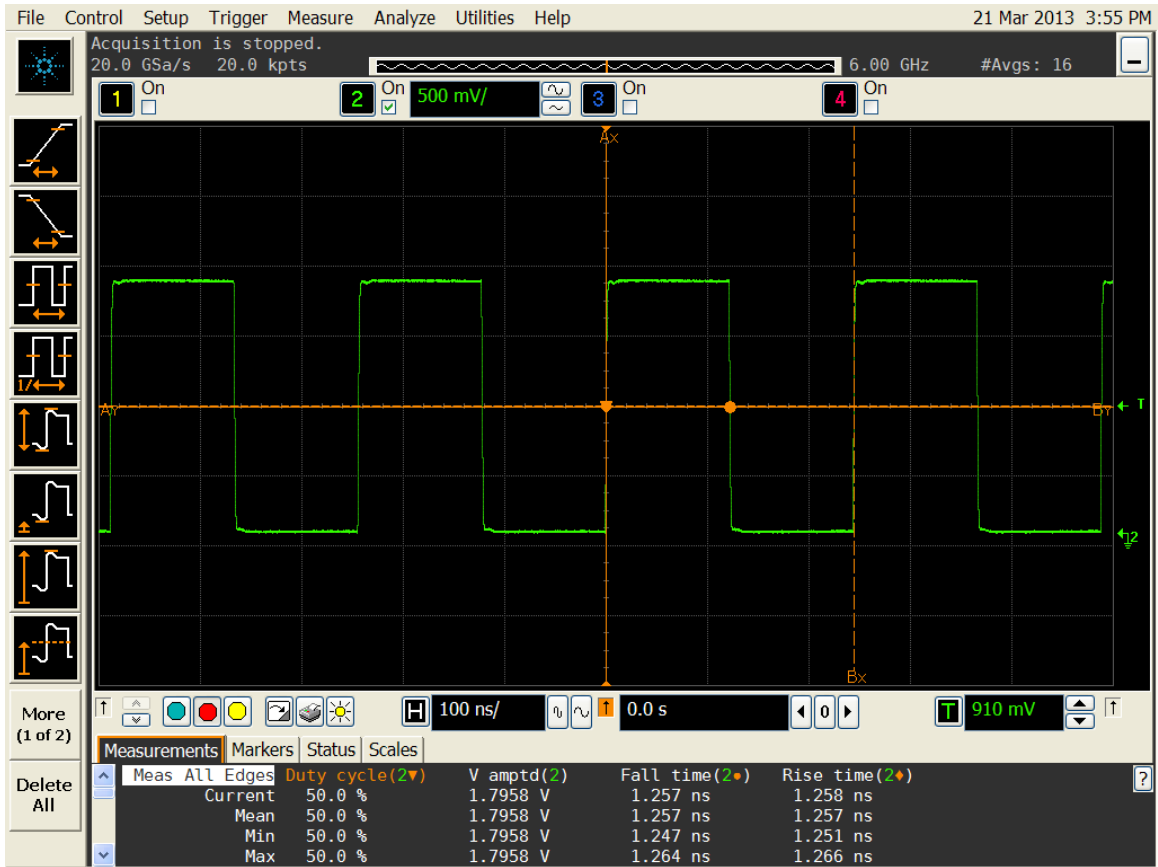 File Control Setup Trigger Measure Analyze Utilities Help 21 Mar 2013 3:55 PM
Acquisition is stopped.
20.0 GSa/s 20.0 kpts 6.00 GHz #Avgs: 16
1 On 2 On 500 mV/ 3 On 4 On
Ax
1/
AY BY T
2
Bx
More
(1 of 2)
Delete
All
H 100 ns/ 0.0 s 0 T 910 mV
Measurements Markers Status Scales
Meas All Edges Duty cycle(2▼) V amptd(2) Fall time(2●) Rise time(2♦) ?
Current 50.0 % 1.7958 V 1.257 ns 1.258 ns
Mean 50.0 % 1.7958 V 1.257 ns 1.257 ns
Min 50.0 % 1.7958 V 1.247 ns 1.251 ns
Max 50.0 % 1.7958 V 1.264 ns 1.266 ns